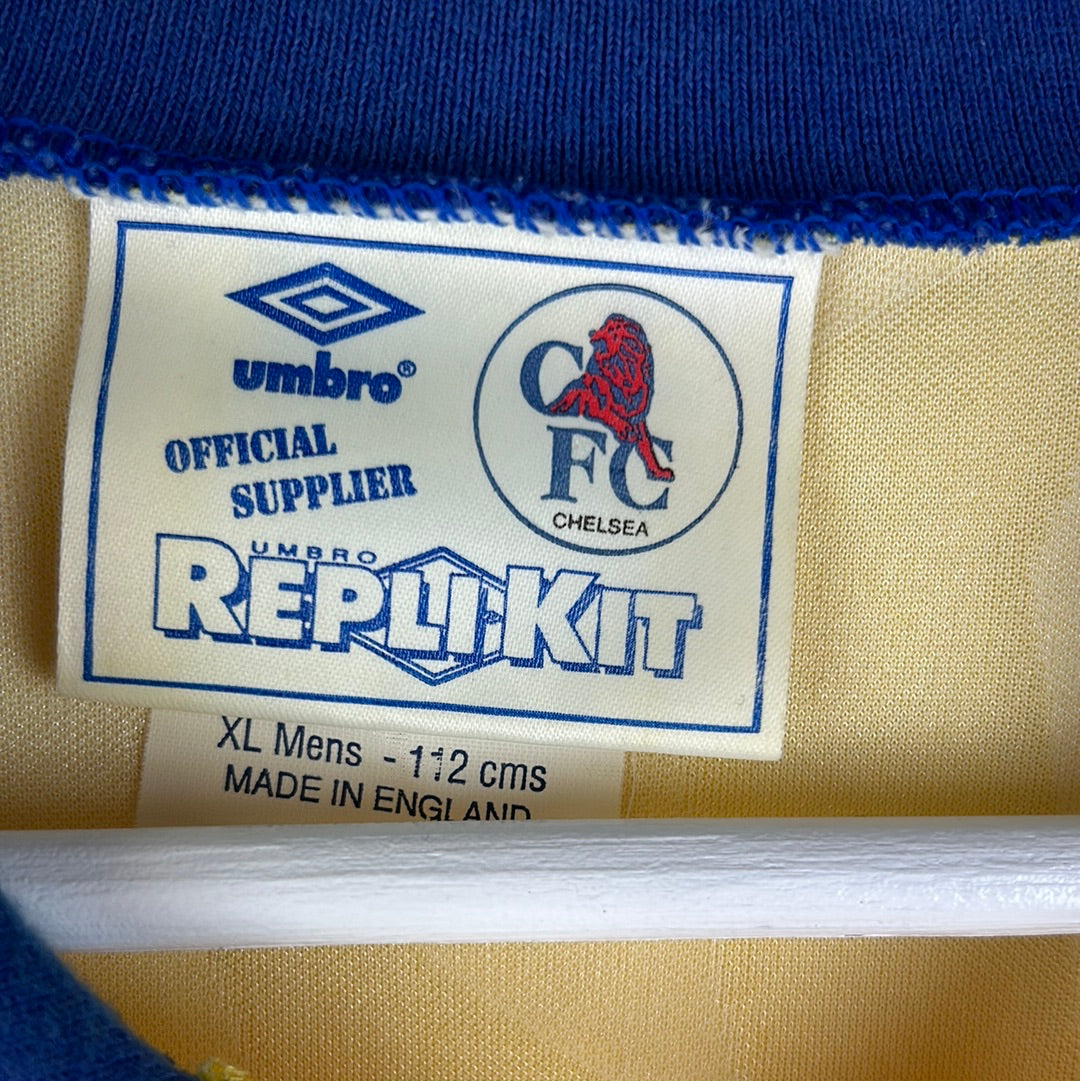 umbro®
OFFICIAL
SUPPLIER
CFC
CHELSEA
UMBRO
REPLI-KIT
XL Mens - 112 cms
MADE IN ENGLAND